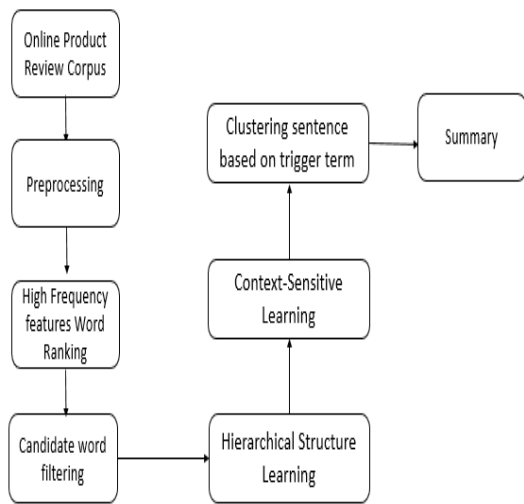 Online Product
Review Corpus
Preprocessing
High Frequency
features Word
Ranking
Candidate word
filtering
Hierarchical Structure
Learning
Context-Sensitive
Learning
Clustering sentence
based on trigger term
Summary